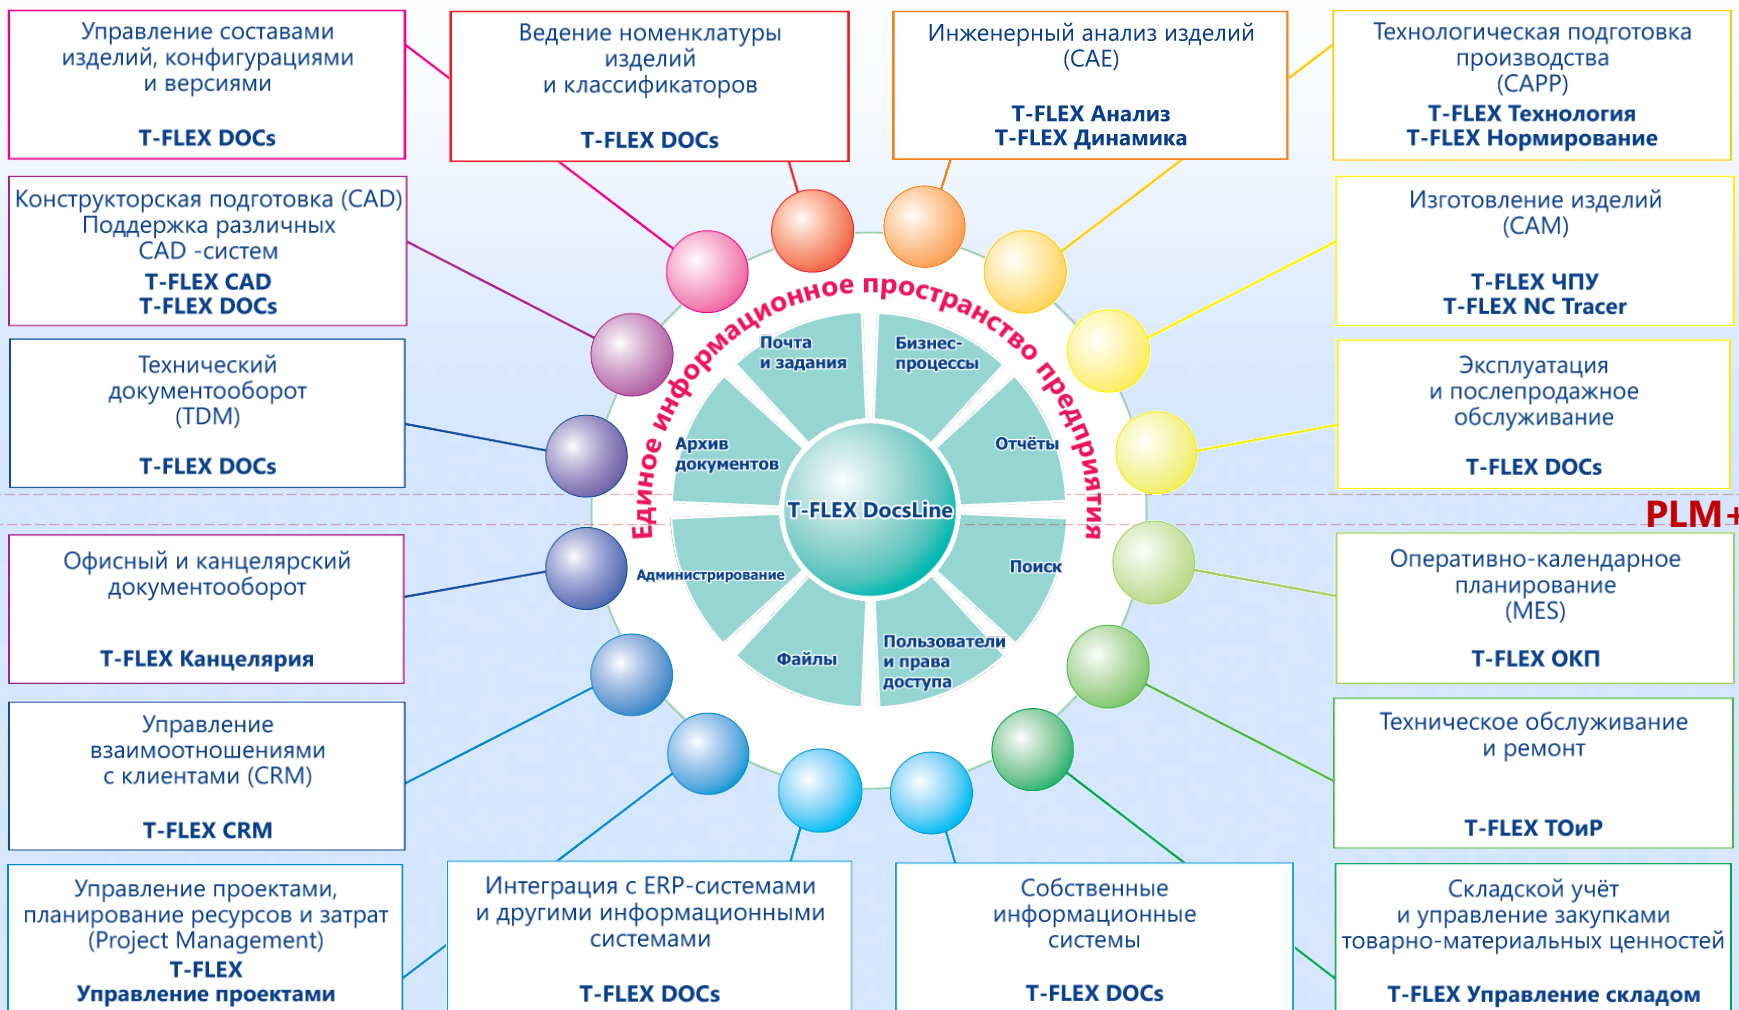 Управление составами
изделий, конфигурациями
и версиями
T-FLEX DOCs
Ведение номенклатуры
изделий
и классификаторов
T-FLEX DOCs
Инженерный анализ изделий
(CAE)
T-FLEX Анализ
T-FLEX Динамика
Технологическая подготовка
производства
(CAPP)
T-FLEX Технология
T-FLEX Нормирование
Конструкторская подготовка (CAD)
Поддержка различных
CAD -систем
T-FLEX CAD
T-FLEX DOCs
Изготовление изделий
(CAM)
T-FLEX ЧПУ
T-FLEX NC Tracer
Технический
документооборот
(TDM)
T-FLEX DOCs
Эксплуатация
и послепродажное
обслуживание
T-FLEX DOCs
Единое информационное пространство предприятия
Почта
и задания
Бизнес-
процессы
Архив
документов
Отчёты
T-FLEX DocsLine
Администрирование
Поиск
Файлы
Пользователи
и права
доступа
PLM+
Офисный и канцелярский
документооборот
T-FLEX Канцелярия
Оперативно-календарное
планирование
(MES)
T-FLEX ОКП
Управление
взаимоотношениями
с клиентами (CRM)
T-FLEX CRM
Техническое обслуживание
и ремонт
T-FLEX ТОиР
Управление проектами,
планирование ресурсов и затрат
(Project Management)
T-FLEX
Управление проектами
Интеграция с ERP-системами
и другими информационными
системами
T-FLEX DOCs
Собственные
информационные
системы
T-FLEX DOCs
Складской учёт
и управление закупками
товарно-материальных ценностей
T-FLEX Управление складом